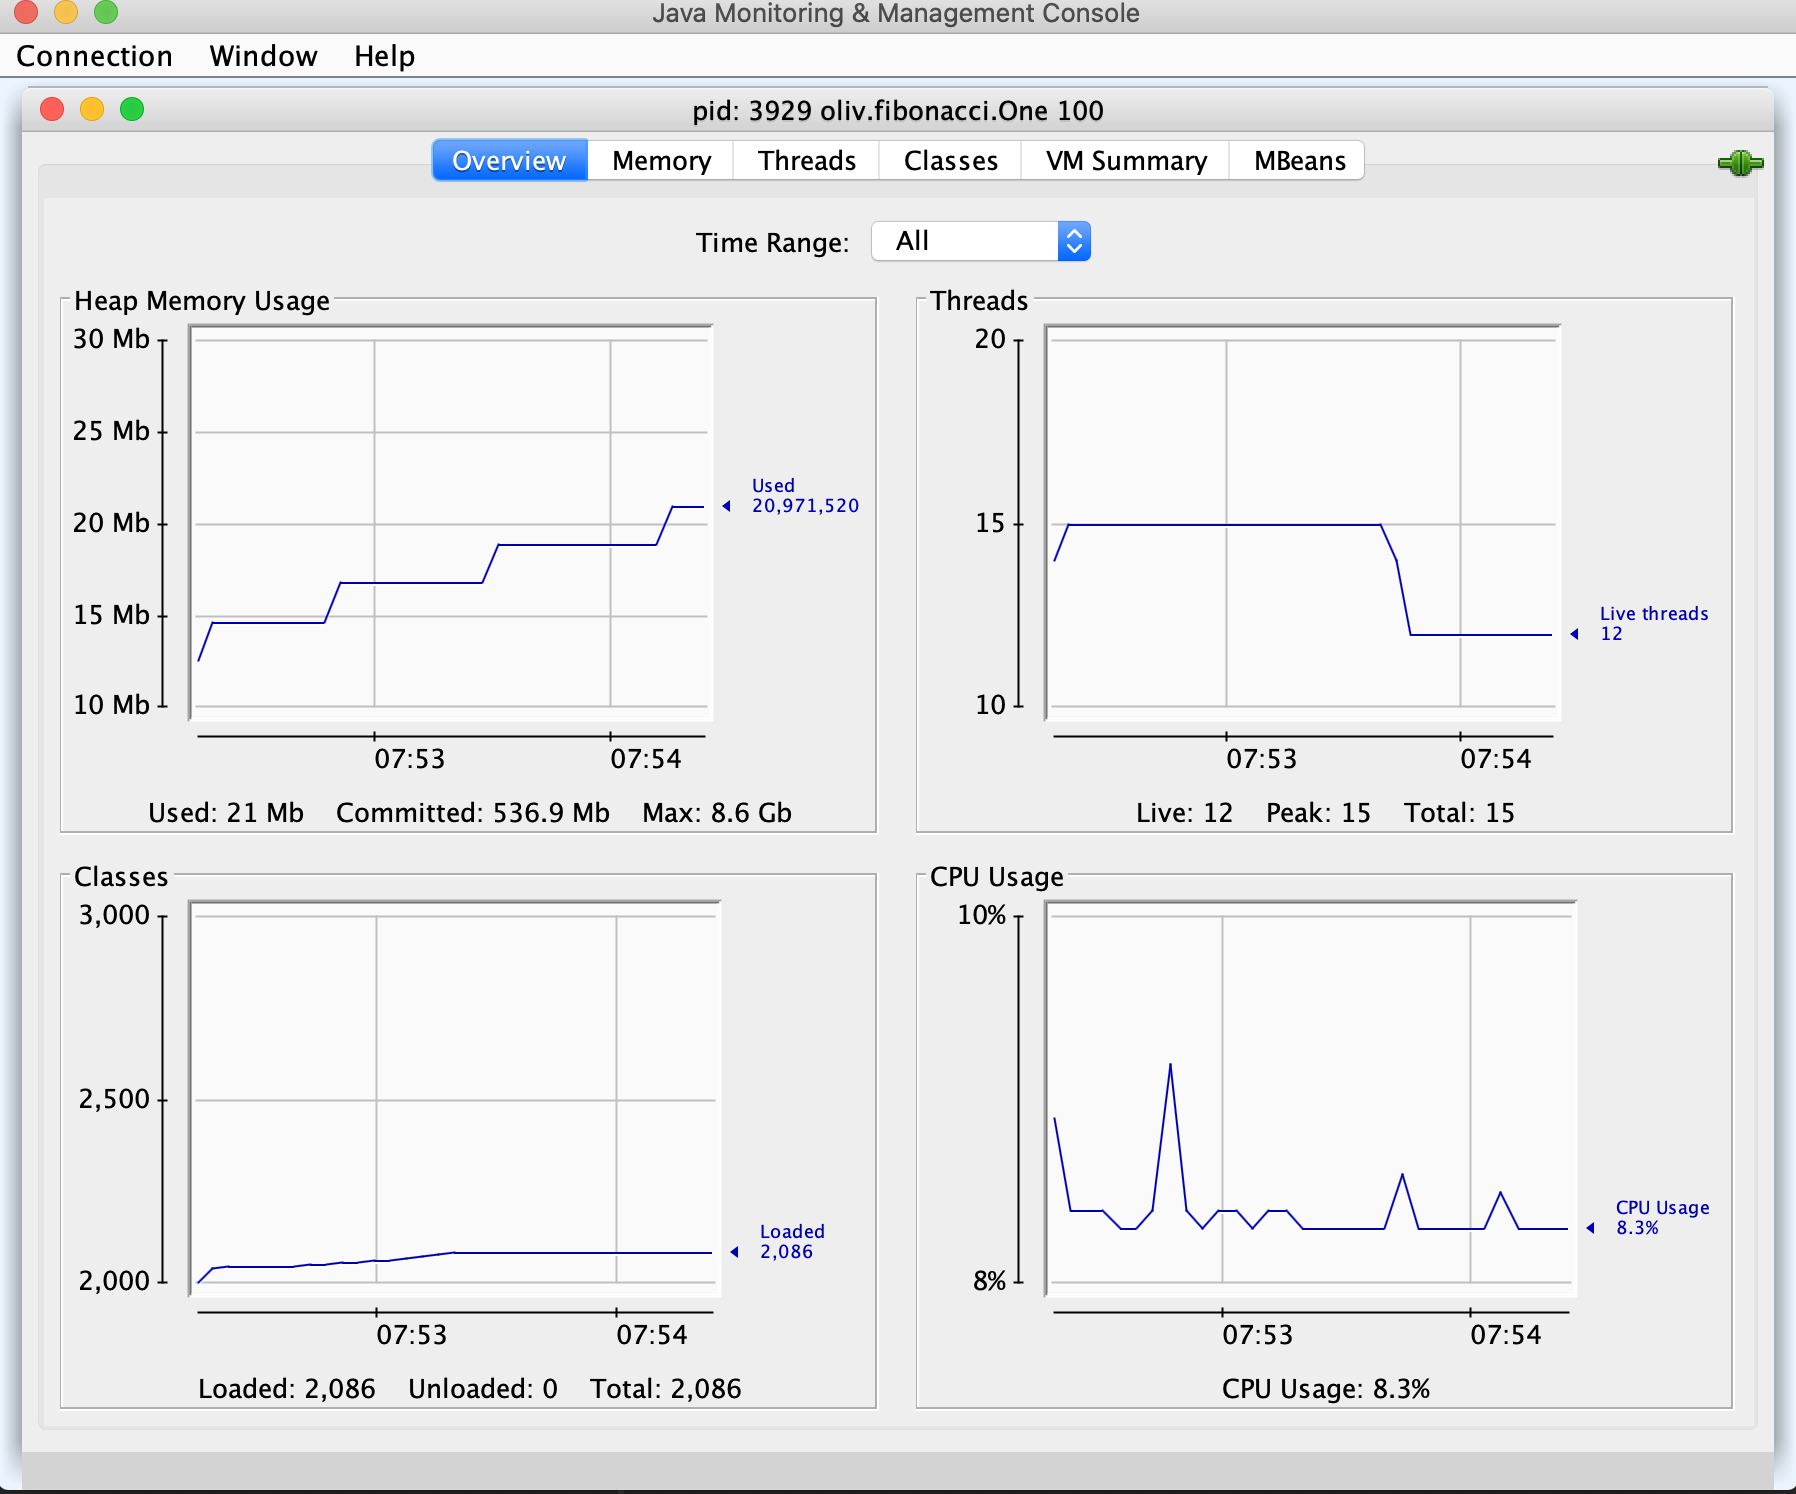 Java Monitoring & Management Console
Connection Window Help
pid: 3929 oliv.fibonacci.One 100
Overview Memory Threads Classes VM Summary MBeans
Time Range: All
Heap Memory Usage
30 Mb
25 Mb
20 Mb
15 Mb
10 Mb
Used
20,971,520
07:53 07:54
Used: 21 Mb Committed: 536.9 Mb Max: 8.6 Gb
Threads
20
15
10
Live threads
12
07:53 07:54
Live: 12 Peak: 15 Total: 15
Classes
3,000
2,500
2,000
Loaded
2,086
07:53 07:54
Loaded: 2,086 Unloaded: 0 Total: 2,086
CPU Usage
10%
8%
CPU Usage
8.3%
07:53 07:54
CPU Usage: 8.3%